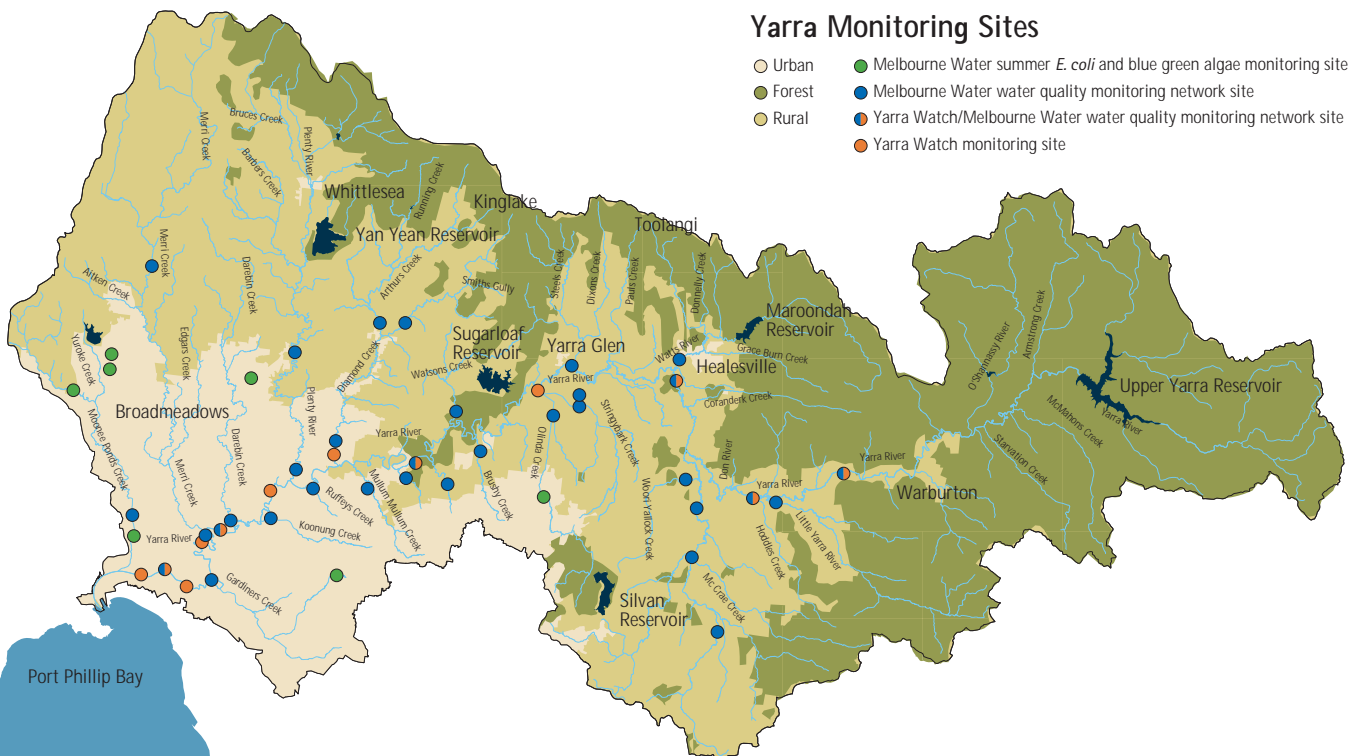 Yarra Monitoring Sites
Urban
Forest
Rural
Melbourne Water summer E. coli and blue green algae monitoring site
Melbourne Water water quality monitoring network site
Yarra Watch/Melbourne Water water quality monitoring network site
Yarra Watch monitoring site
Bruces Creek
Merri Creek
Plenty River
Barbers Creek
Whittlesea
Running Creek
Kinglake
Toolangi
Yan Yean Reservoir
Merri Creek
Aitken Creek
Darebin Creek
Arthurs Creek
Smiths Gully
Steels Creek
Dixons Creek
Pauls Creek
Donnelly Creek
Maroondah
Reservoir
Yuroke Creek
Edgars Creek
Diamond Creek
Sugarloaf
Reservoir
Watsons Creek
Yarra Glen
Yarra River
Watts River
Grace Burn Creek
Healesville
Coranderk Creek
O'Shannassy River
Armstrong Creek
Upper Yarra Reservoir
Yarra River
McMahons Creek
Starvation Creek
Broadmeadows
Moonee Ponds Creek
Merri Creek
Darebin Creek
Plenty River
Yarra River
Ruffeys Creek
Mullum Mullum Creek
Koonung Creek
Brushy Creek
Olinda Creek
Stringybark Creek
Woori Yallock Creek
Don River
Yarra River
Yarra River
Warburton
Hoddles Creek
Little Yarra River
Yarra River
Gardiners Creek
Mc Crae Creek
Silvan
Reservoir
Port Phillip Bay